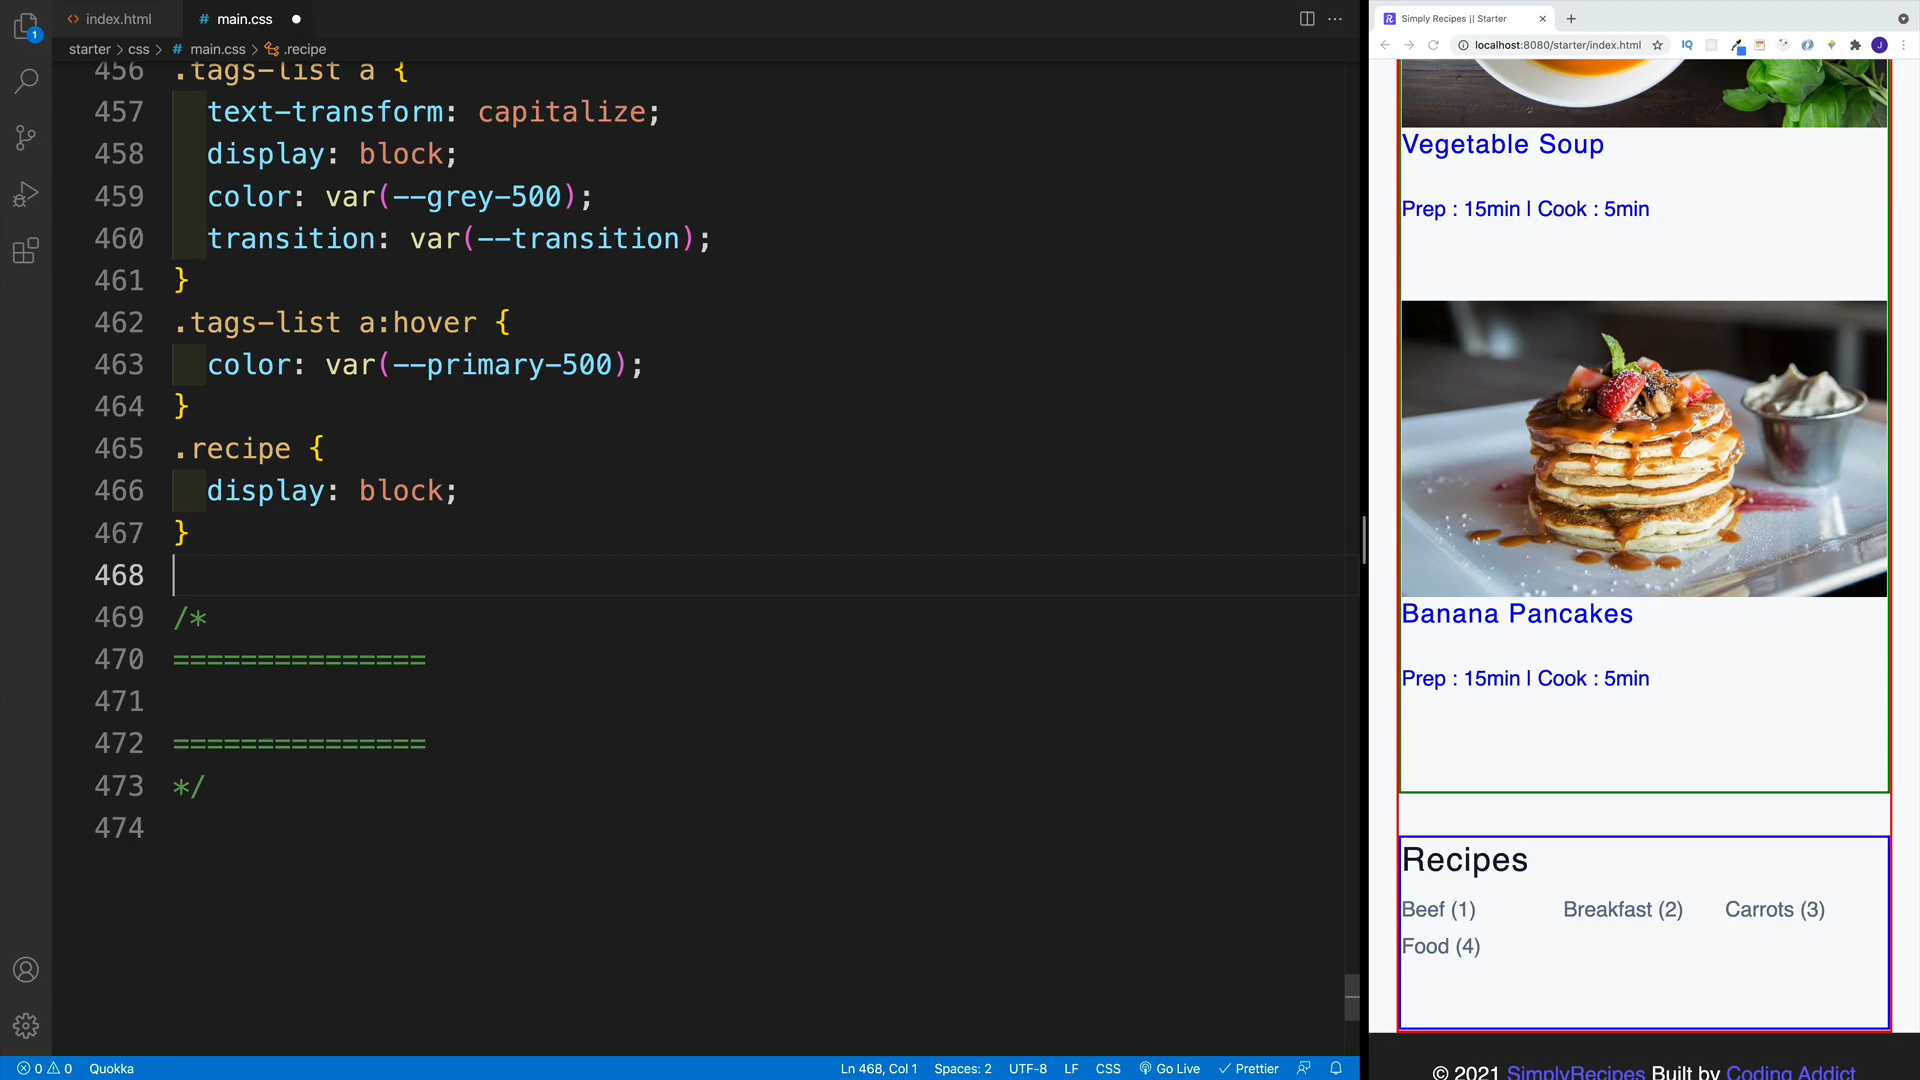 index.html
# main.css
starter > css > # main.css > .recipe
456 .tags-list a {
457 text-transform: capitalize;
458 display: block;
459 color: var(--grey-500);
460 transition: var(--transition);
461 }
462 .tags-list a:hover {
463 color: var(--primary-500);
464 }
465 .recipe {
466 display: block;
467 }
468
469 /*
470 ===============
471
472 ===============
473 */
474
1
0 0 Quokka
Ln 468, Col 1 Spaces: 2 UTF-8 LF CSS Go Live Prettier
Simply Recipes || Starter
localhost:8080/starter/index.html
IQ
J
Vegetable Soup
Prep : 15min | Cook : 5min
Banana Pancakes
Prep : 15min | Cook : 5min
Recipes
Beef (1) Breakfast (2) Carrots (3)
Food (4)
© 2021 SimplyRecipes Built by Coding Addict